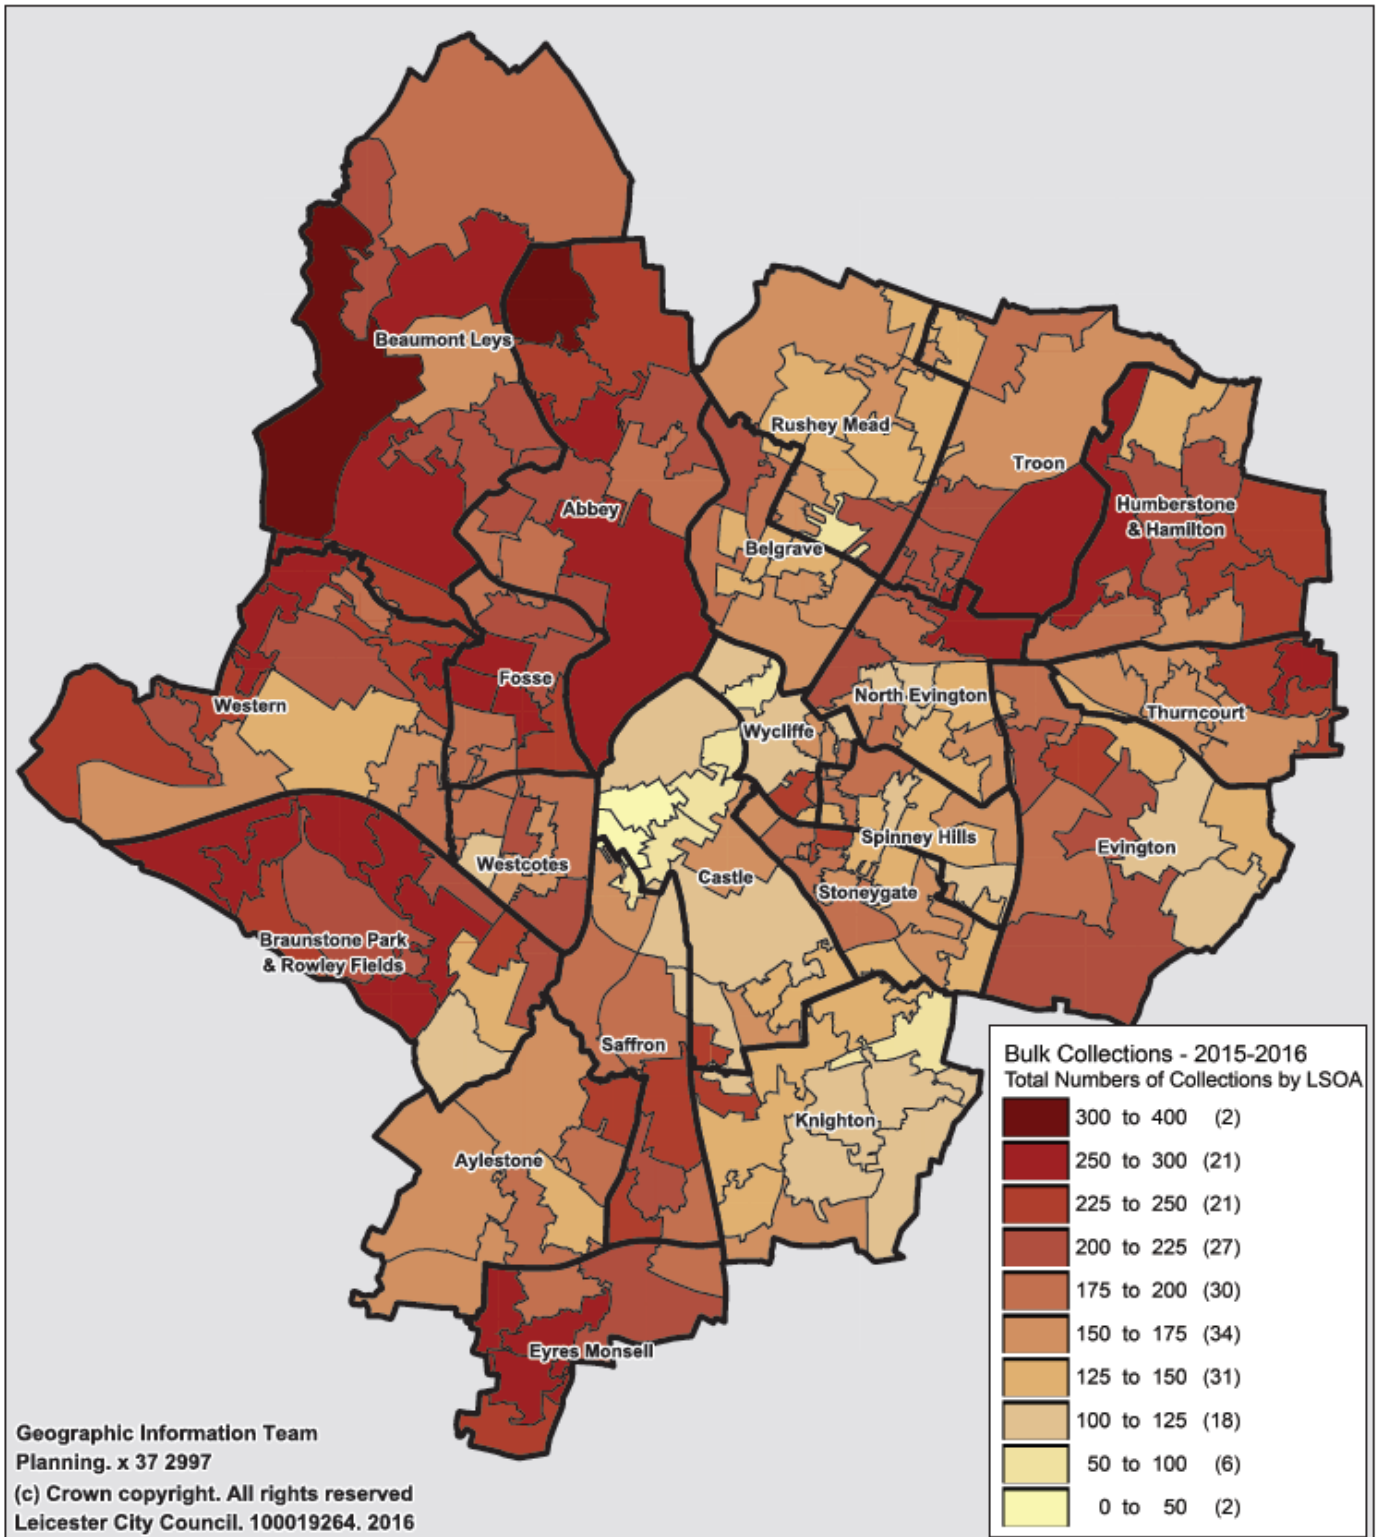 Beaumont Leys
Rushey Mead
Troon
Abbey
Humberstone
& Hamilton
Belgrave
Fosse
North Evington
Western
Thurncourt
Wycliffe
Spinney Hills
Evington
Westcotes
Castle
Stoneygate
Braunstone Park
& Rowley Fields
Saffron
Knighton
Aylestone
Eyres Monsell
Bulk Collections - 2015-2016
Total Numbers of Collections by LSOA
300 to 400 (2)
250 to 300 (21)
225 to 250 (21)
200 to 225 (27)
175 to 200 (30)
150 to 175 (34)
125 to 150 (31)
100 to 125 (18)
50 to 100 (6)
0 to 50 (2)
Geographic Information Team
Planning. x 37 2997
(c) Crown copyright. All rights reserved
Leicester City Council. 100019264. 2016